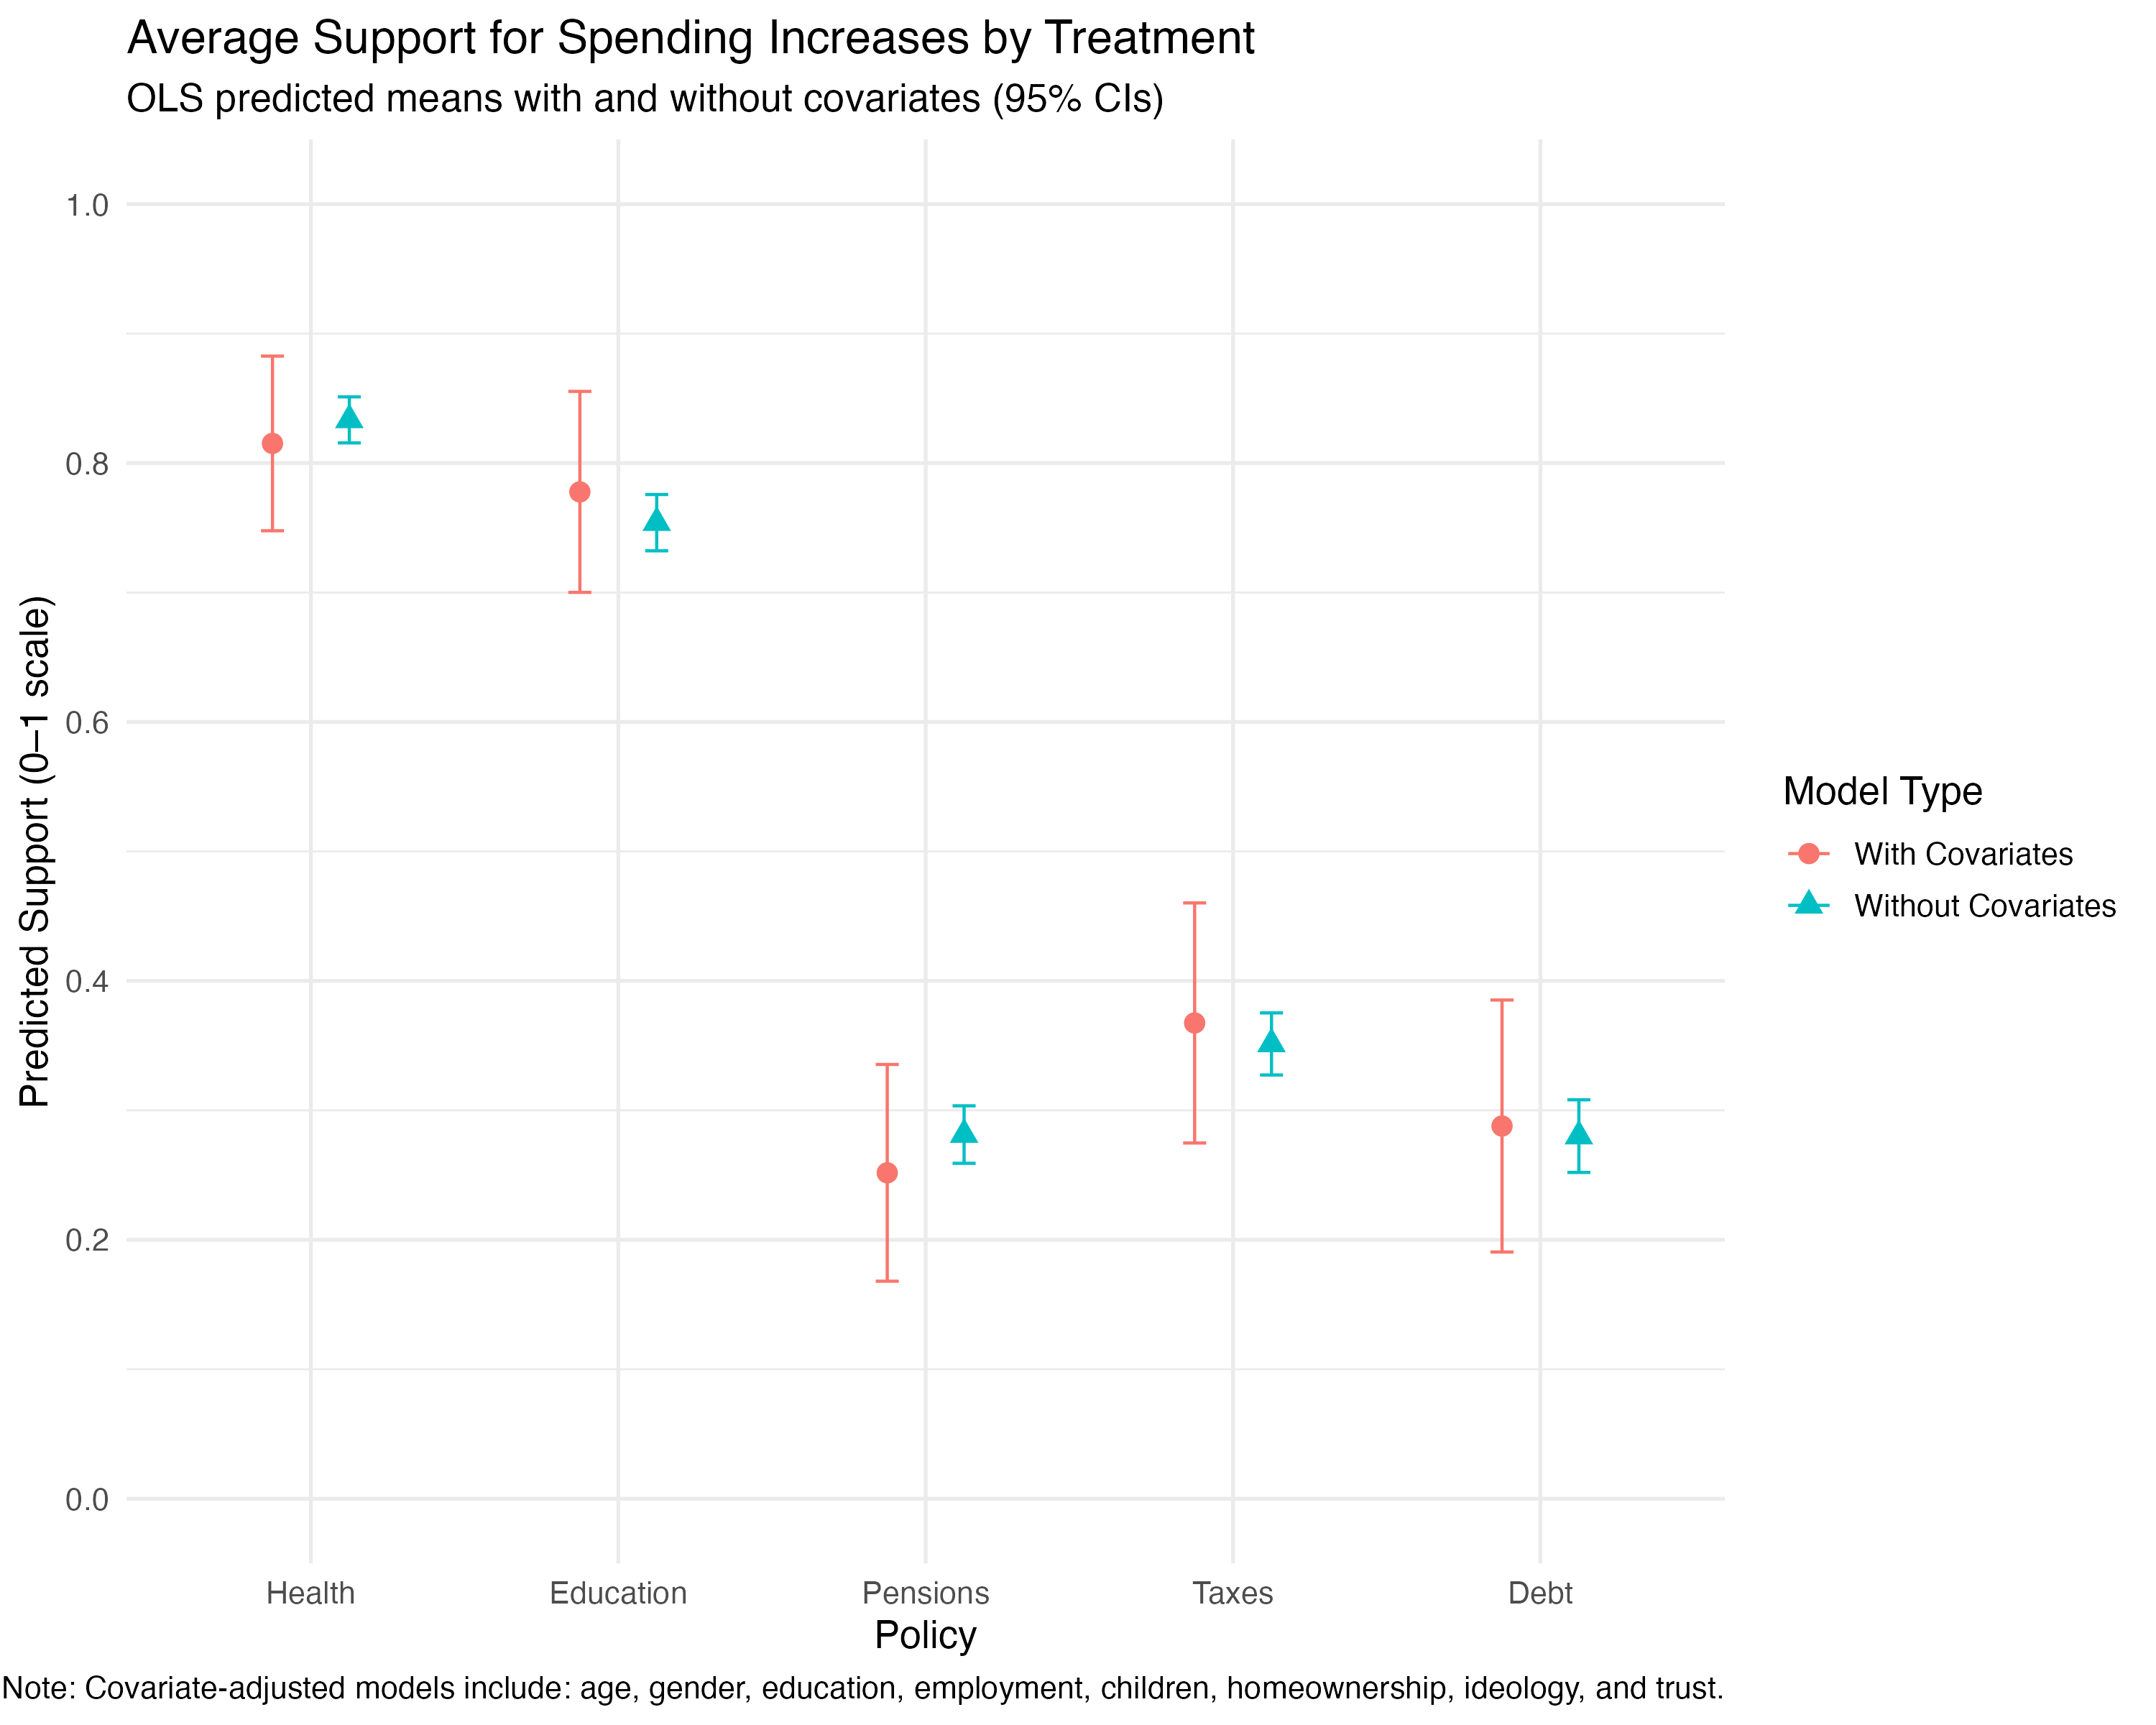 Average Support for Spending Increases by Treatment
OLS predicted means with and without covariates (95% CIs)
Predicted Support (0–1 scale)
1.0
0.8
0.6
0.4
0.2
0.0
Health
Education
Pensions
Taxes
Debt
Policy
Model Type
With Covariates
Without Covariates
Note: Covariate-adjusted models include: age, gender, education, employment, children, homeownership, ideology, and trust.